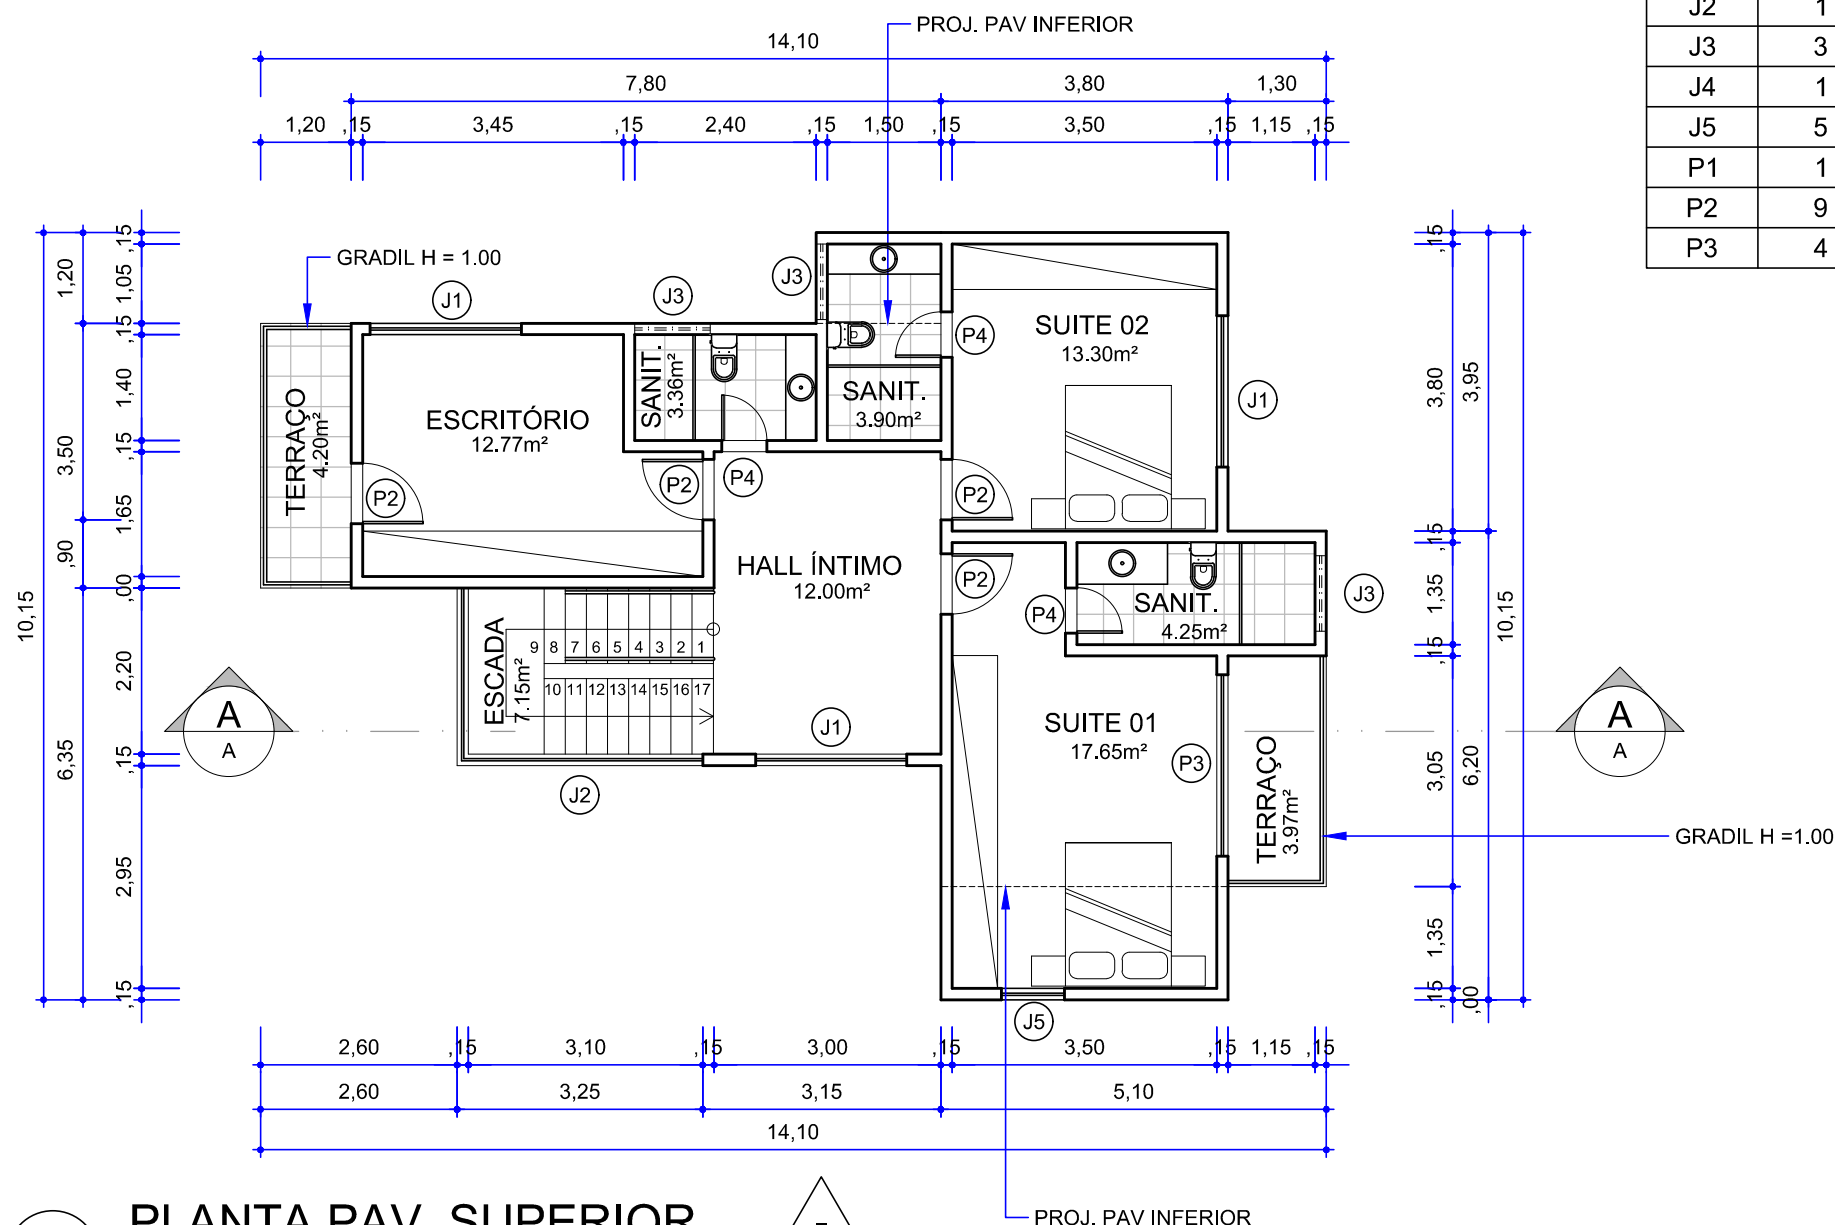 PROJ. PAV INFERIOR
14,10
7,80 3,80 1,30
1,20 ,15 3,45 ,15 2,40 ,15 1,50 ,15 3,50 ,15 1,15 ,15
J2 1
J3 3
J4 1
J5 5
P1 1
P2 9
P3 4
10,15
1,20
3,50
,90
6,35
,15
1,05
,15
1,40
,15
1,65
,00
2,20
,15
2,95
,15
GRADIL H = 1.00
J1
J3
J3
TERRAÇO
4.20m²
ESCRITÓRIO
12.77m²
P2
P2
SANIT.
3.36m²
P4
SANIT.
3.90m²
P4
SUITE 02
13.30m²
J1
P2
HALL ÍNTIMO
12.00m²
P2
P4
SANIT.
4.25m²
J3
ESCADA
7.15m²
9 8 7 6 5 4 3 2 1
10 11 12 13 14 15 16 17
J1
J2
SUITE 01
17.65m²
P3
TERRAÇO
3.97m²
GRADIL H =1.00
J5
A
A
A
A
,15
3,80
,15
1,35
,15
3,05
1,35
,15
3,95
6,20
,00
10,15
2,60 ,15 3,10 ,15 3,00 ,15 3,50 ,15 1,15 ,15
2,60 3,25 3,15 5,10
14,10
PROJ. PAV INFERIOR
PLANTA PAV. SUPERIOR